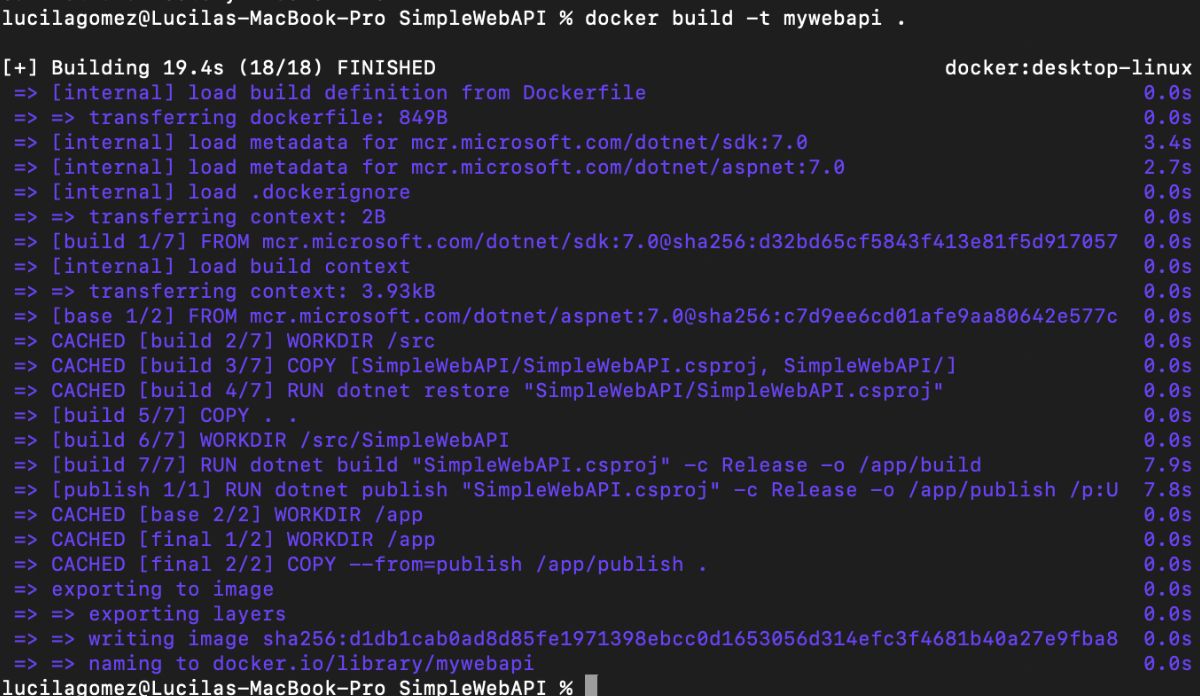 lucilagomez@Lucilas-MacBook-Pro SimpleWebAPI % docker build -t mywebapi .
[+] Building 19.4s (18/18) FINISHED docker:desktop-linux
=> [internal] load build definition from Dockerfile 0.0s
=> => transferring dockerfile: 849B 0.0s
=> [internal] load metadata for mcr.microsoft.com/dotnet/sdk:7.0 3.4s
=> [internal] load metadata for mcr.microsoft.com/dotnet/aspnet:7.0 2.7s
=> [internal] load .dockerignore 0.0s
=> => transferring context: 2B 0.0s
=> [build 1/7] FROM mcr.microsoft.com/dotnet/sdk:7.0@sha256:d32bd65cf5843f413e81f5d917057 0.0s
=> [internal] load build context 0.0s
=> => transferring context: 3.93kB 0.0s
=> [base 1/2] FROM mcr.microsoft.com/dotnet/aspnet:7.0@sha256:c7d9ee6cd01afe9aa80642e577c 0.0s
=> CACHED [build 2/7] WORKDIR /src 0.0s
=> CACHED [build 3/7] COPY [SimpleWebAPI/SimpleWebAPI.csproj, SimpleWebAPI/] 0.0s
=> CACHED [build 4/7] RUN dotnet restore "SimpleWebAPI/SimpleWebAPI.csproj" 0.0s
=> [build 5/7] COPY . . 0.0s
=> [build 6/7] WORKDIR /src/SimpleWebAPI 0.0s
=> [build 7/7] RUN dotnet build "SimpleWebAPI.csproj" -c Release -o /app/build 7.9s
=> [publish 1/1] RUN dotnet publish "SimpleWebAPI.csproj" -c Release -o /app/publish /p:U 7.8s
=> CACHED [base 2/2] WORKDIR /app 0.0s
=> CACHED [final 1/2] WORKDIR /app 0.0s
=> CACHED [final 2/2] COPY --from=publish /app/publish . 0.0s
=> exporting to image 0.0s
=> => exporting layers 0.0s
=> => writing image sha256:d1db1cab0ad8d85fe1971398ebcc0d1653056d314efc3f4681b40a27e9fba8 0.0s
=> => naming to docker.io/library/mywebapi 0.0s
lucilagomez@Lucilas-MacBook-Pro SimpleWebAPI %